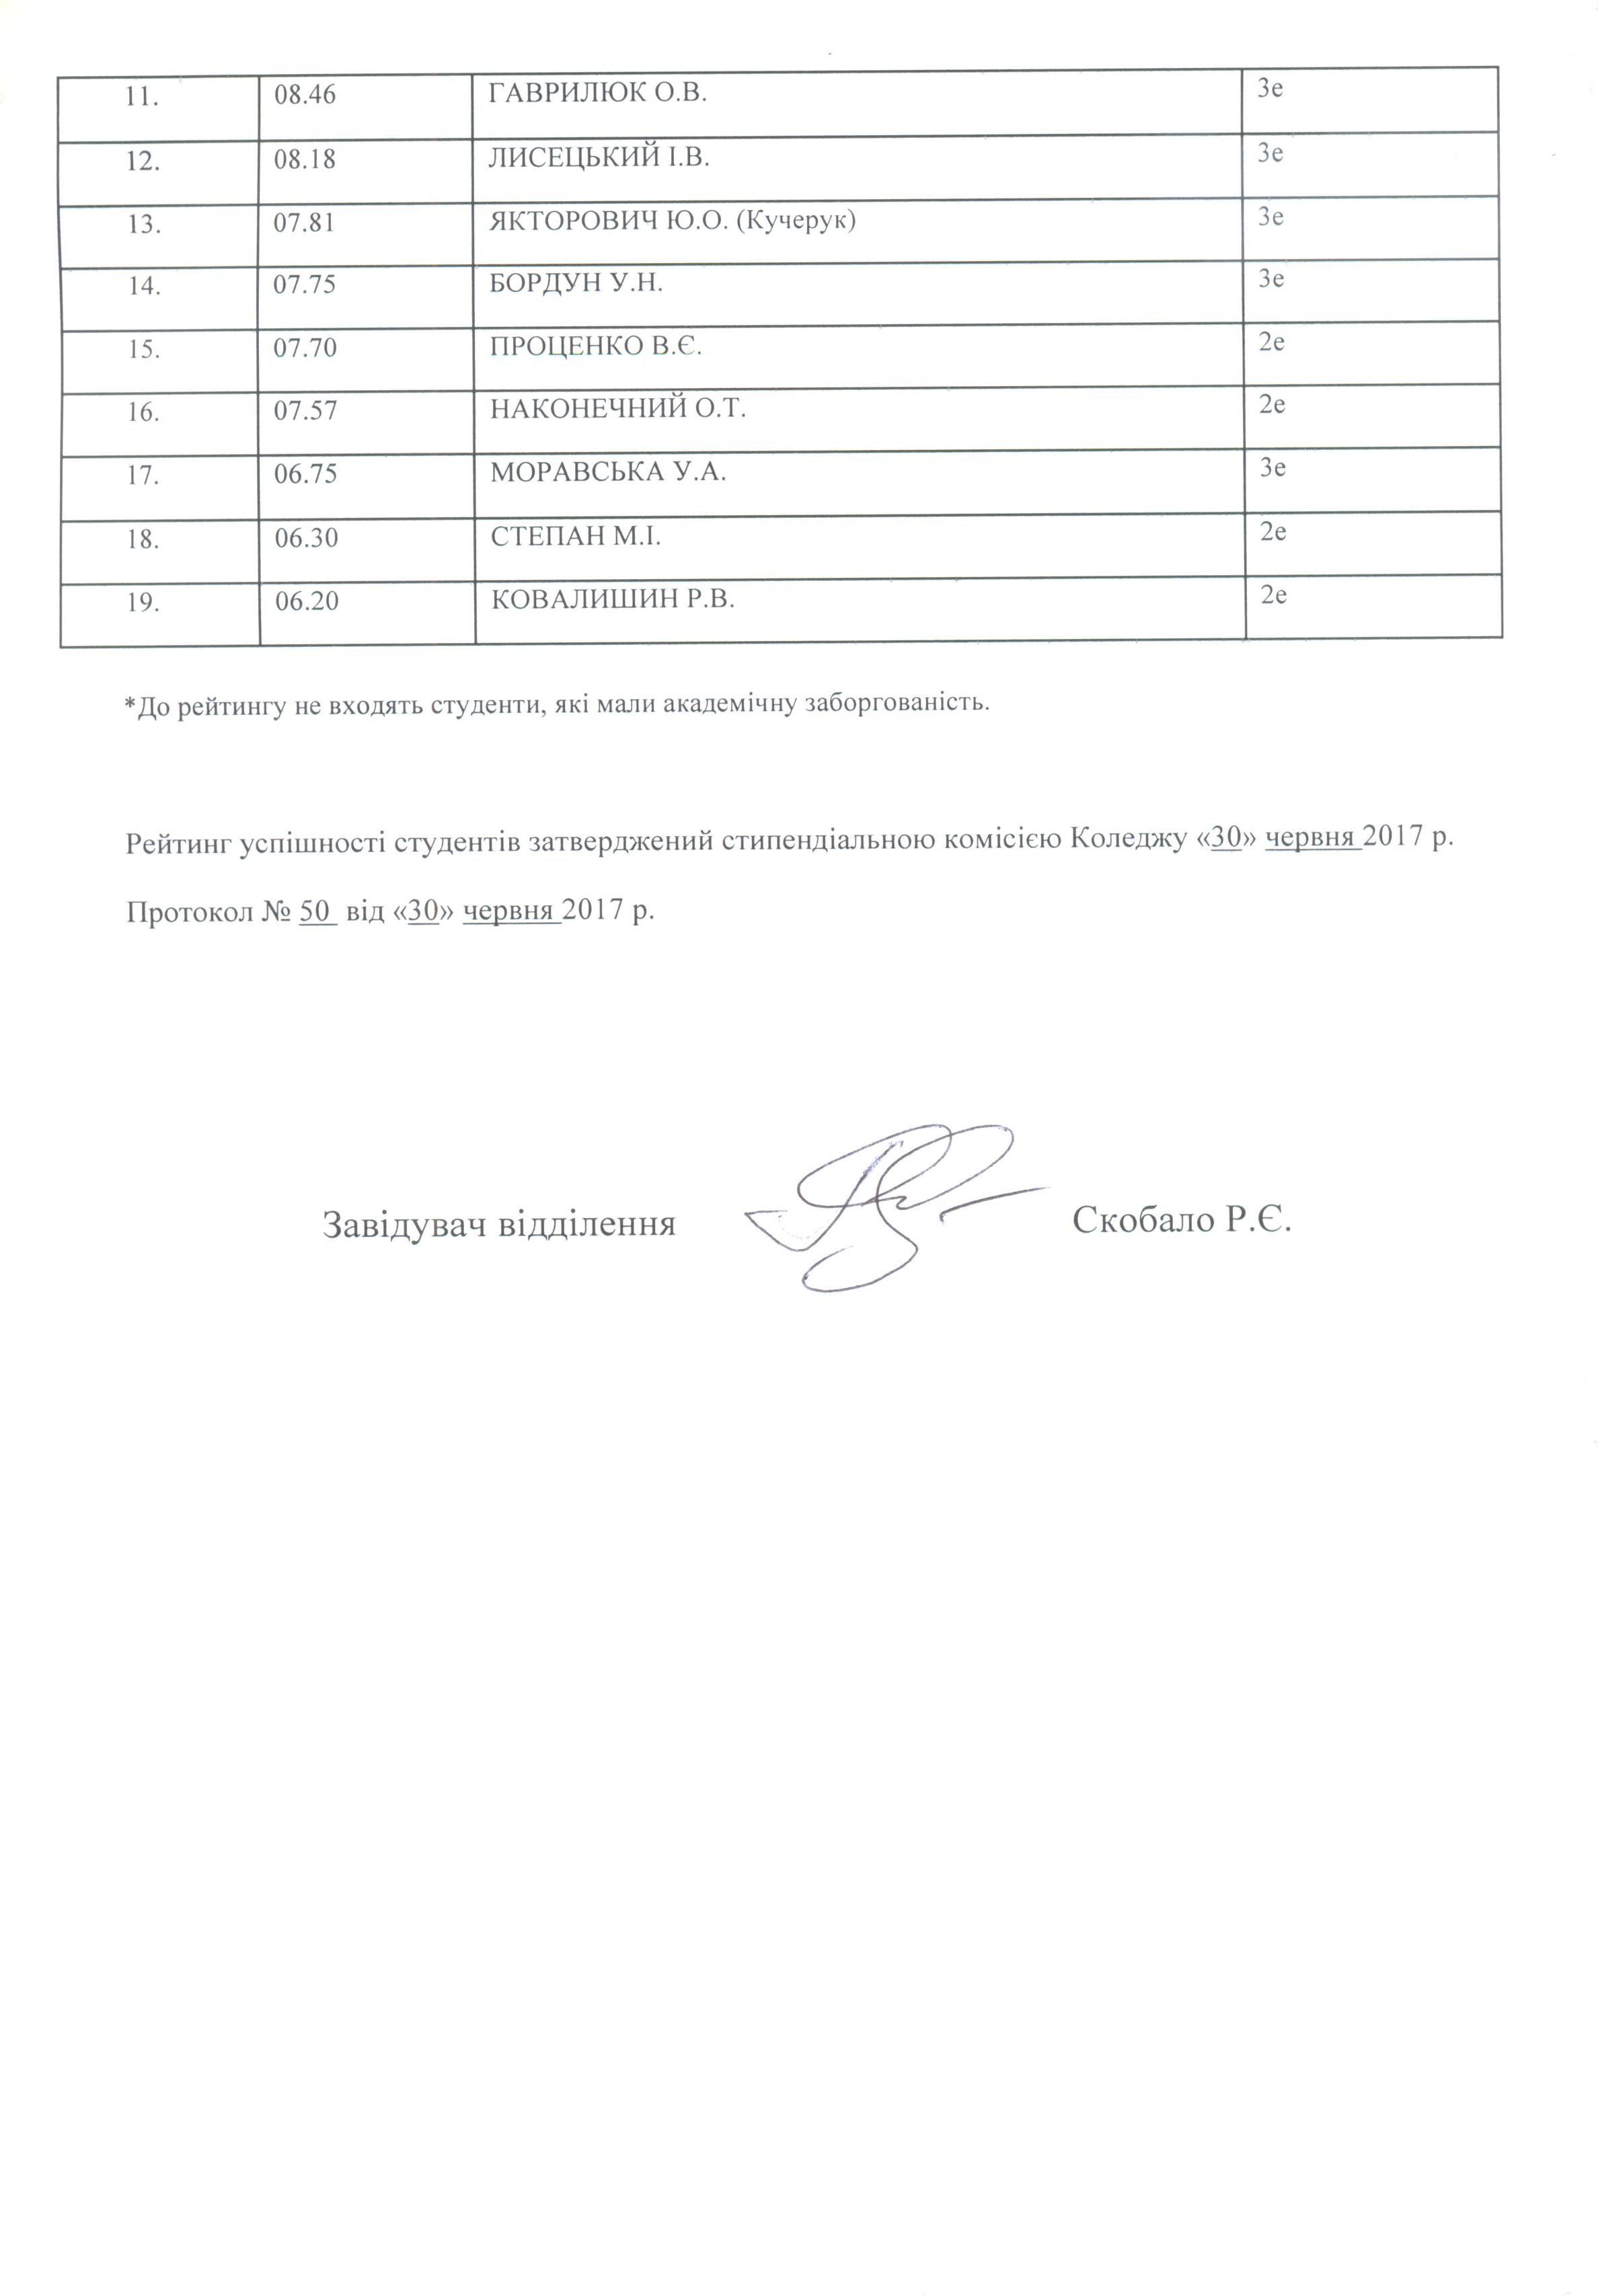 11. 08.46 ГАВРИЛЮК О.В. 3е
12. 08.18 ЛИСЕЦЬКИЙ І.В. 3е
13. 07.81 ЯКТОРОВИЧ Ю.О. (Кучерук) 3е
14. 07.75 БОРДУН У.Н. 3е
15. 07.70 ПРОЦЕНКО В.Є. 2е
16. 07.57 НАКОНЕЧНИЙ О.Т. 2е
17. 06.75 МОРАВСЬКА У.А. 3е
18. 06.30 СТЕПАН М.І. 2е
19. 06.20 КОВАЛИШИН Р.В. 2е
*До рейтингу не входять студенти, які мали академічну заборгованість.
Рейтинг успішності студентів затверджений стипендіальною комісією Коледжу «30» червня 2017 р.
Протокол № 50 від «30» червня 2017 р.
Завідувач відділення Скобало Р.Є.